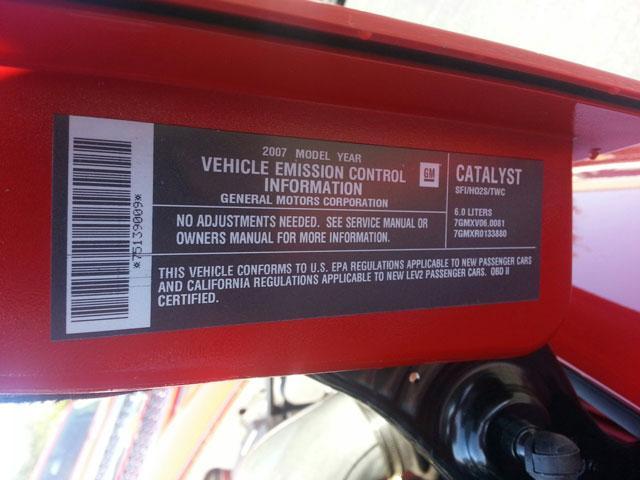 *75139009*
2007 MODEL YEAR
VEHICLE EMISSION CONTROL
INFORMATION
GENERAL MOTORS CORPORATION
GM
NO ADJUSTMENTS NEEDED. SEE SERVICE MANUAL OR
OWNERS MANUAL FOR MORE INFORMATION.
CATALYST
SFI/HO2S/TWC
6.0 LITERS
7GMXV06.0081
7GMXR0133880
THIS VEHICLE CONFORMS TO U.S. EPA REGULATIONS APPLICABLE TO NEW PASSENGER CARS
AND CALIFORNIA REGULATIONS APPLICABLE TO NEW LEV2 PASSENGER CARS. OBD II
CERTIFIED.